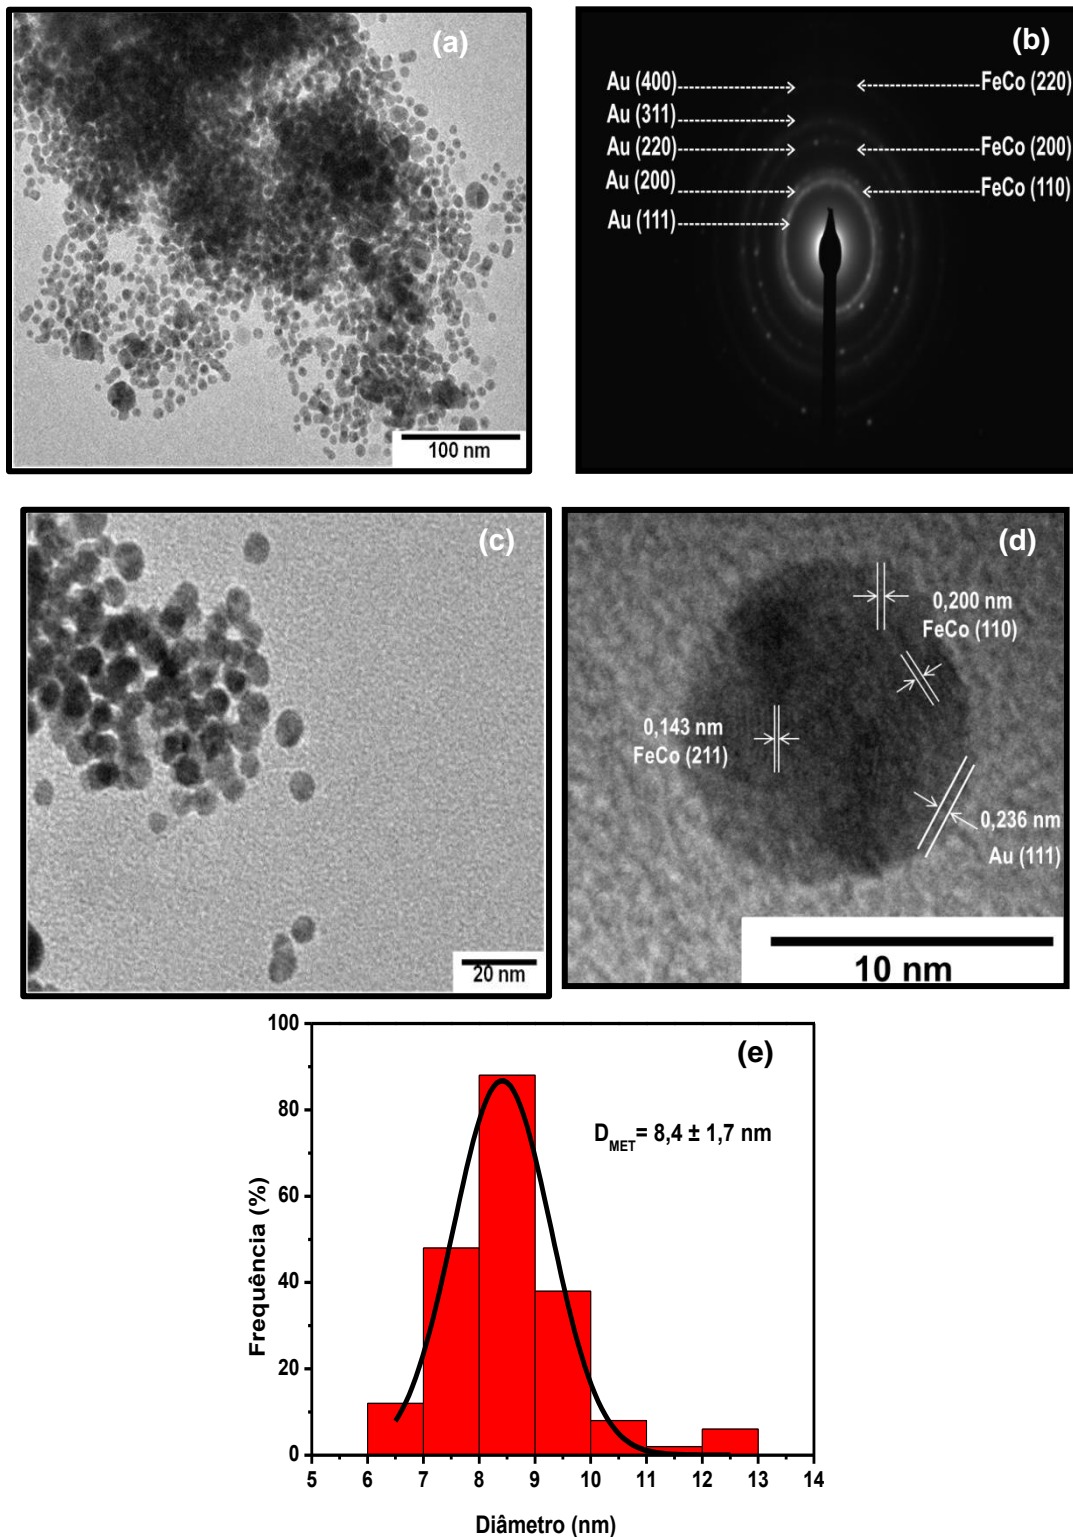 (a)
100 nm
(b)
Au (400)
FeCo (220)
Au (311)
Au (220)
FeCo (200)
Au (200)
FeCo (110)
Au (111)
(c)
20 nm
(d)
0,200 nm
FeCo (110)
0,143 nm
FeCo (211)
0,236 nm
Au (111)
10 nm
(e)
D_MET = 8,4 ± 1,7 nm
Frequência (%)
100
80
60
40
20
0
5 6 7 8 9 10 11 12 13 14
Diâmetro (nm)